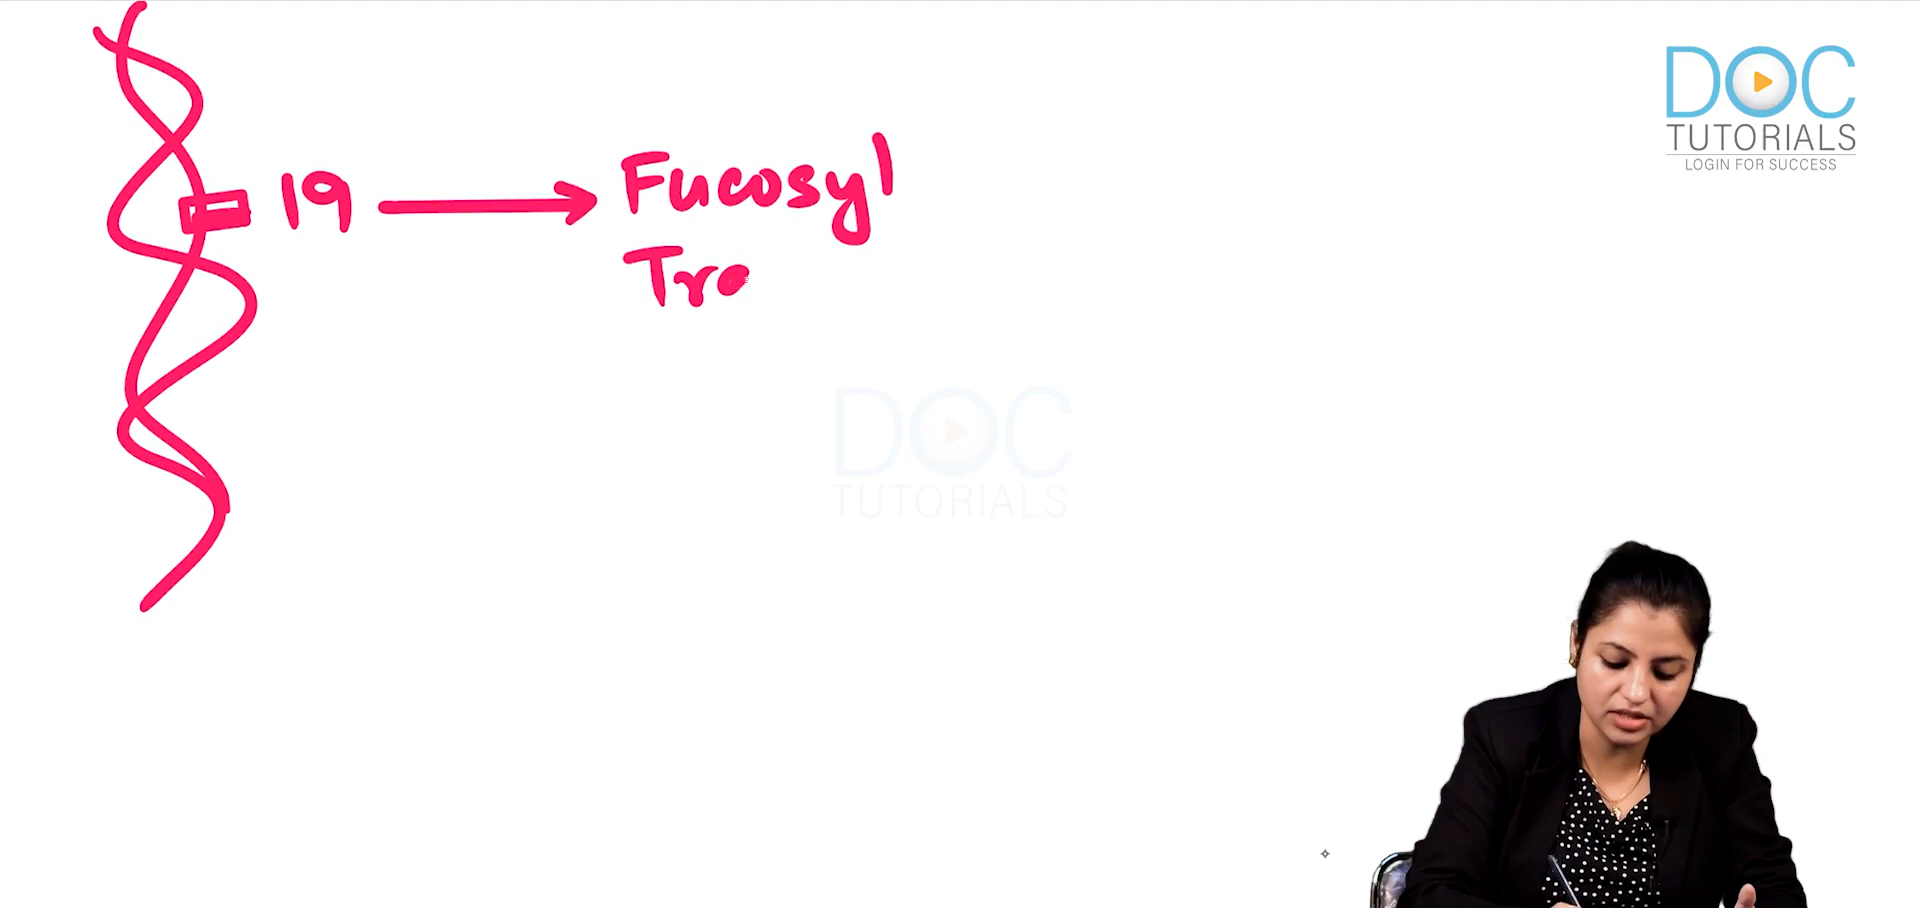 DOC
TUTORIALS
LOGIN FOR SUCCESS
19
Fucosyl
Tra
DOC
TUTORIALS